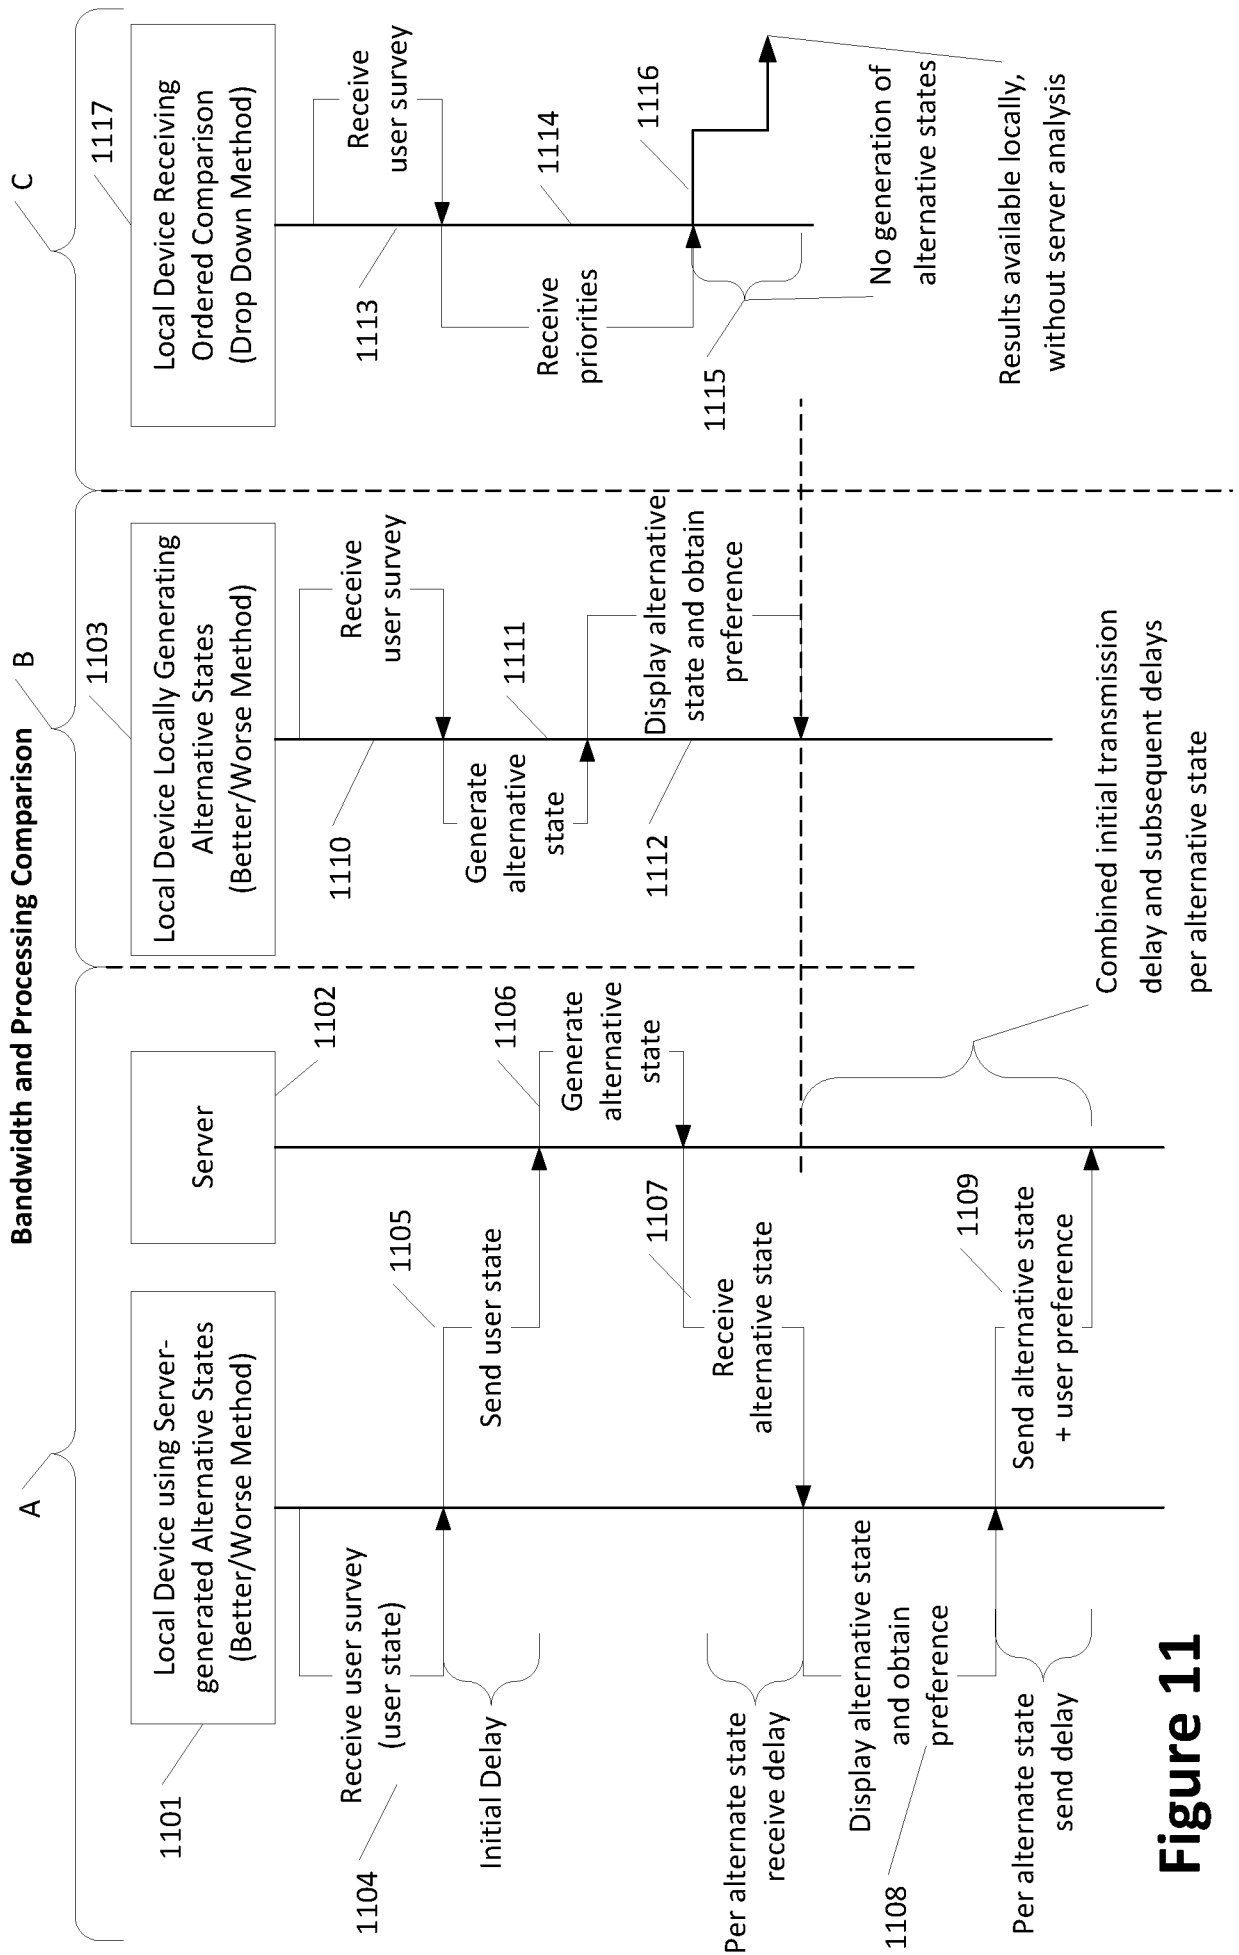 Bandwidth and Processing Comparison
A
B
C
1101
Local Device using Server-
generated Alternative States
(Better/Worse Method)
Server
1102
1103
Local Device Locally Generating
Alternative States
(Better/Worse Method)
1117
Local Device Receiving
Ordered Comparison
(Drop Down Method)
1104
Receive user survey
(user state)
Initial Delay
1105
Send user state
1106
Generate
alternative
state
1107
Receive
alternative state
Per alternate state
receive delay
Display alternative state
and obtain
preference
1108
1109
Send alternative state
+ user preference
Per alternate state
send delay
Combined initial transmission
delay and subsequent delays
per alternative state
Receive
user survey
1110
Generate
alternative
state
1111
Display alternative
state and obtain
preference
1112
Receive
user survey
1113
Receive
priorities
1114
1115
1116
No generation of
alternative states
Results available locally,
without server analysis
Figure 11